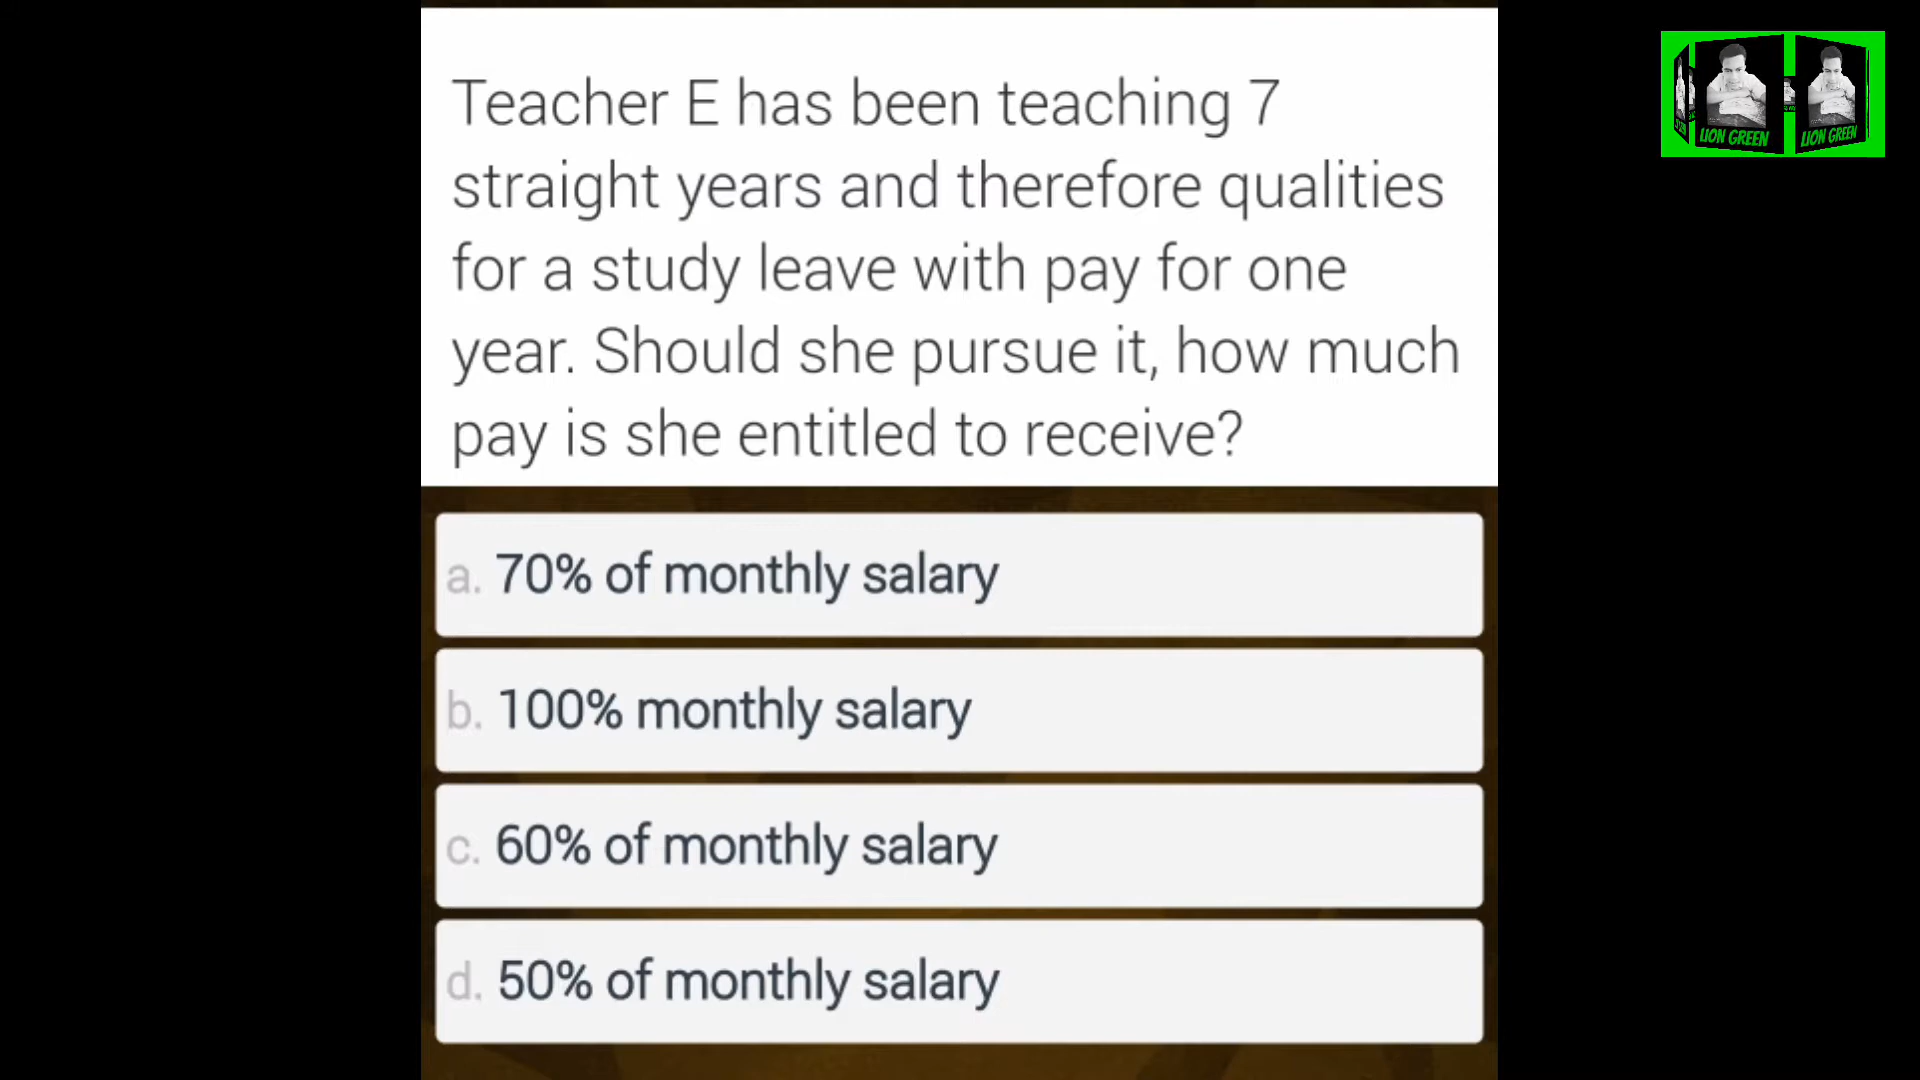 Teacher E has been teaching 7
straight years and therefore qualities
for a study leave with pay for one
year. Should she pursue it, how much
pay is she entitled to receive?
a. 70% of monthly salary
b. 100% monthly salary
c. 60% of monthly salary
d. 50% of monthly salary
LION GREEN
LION GREEN